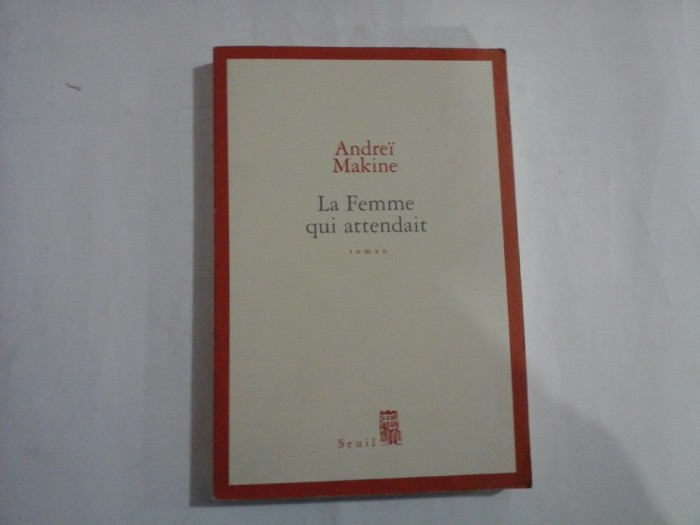 Andreï
Makine
La Femme
qui attendait
roman
Seuil